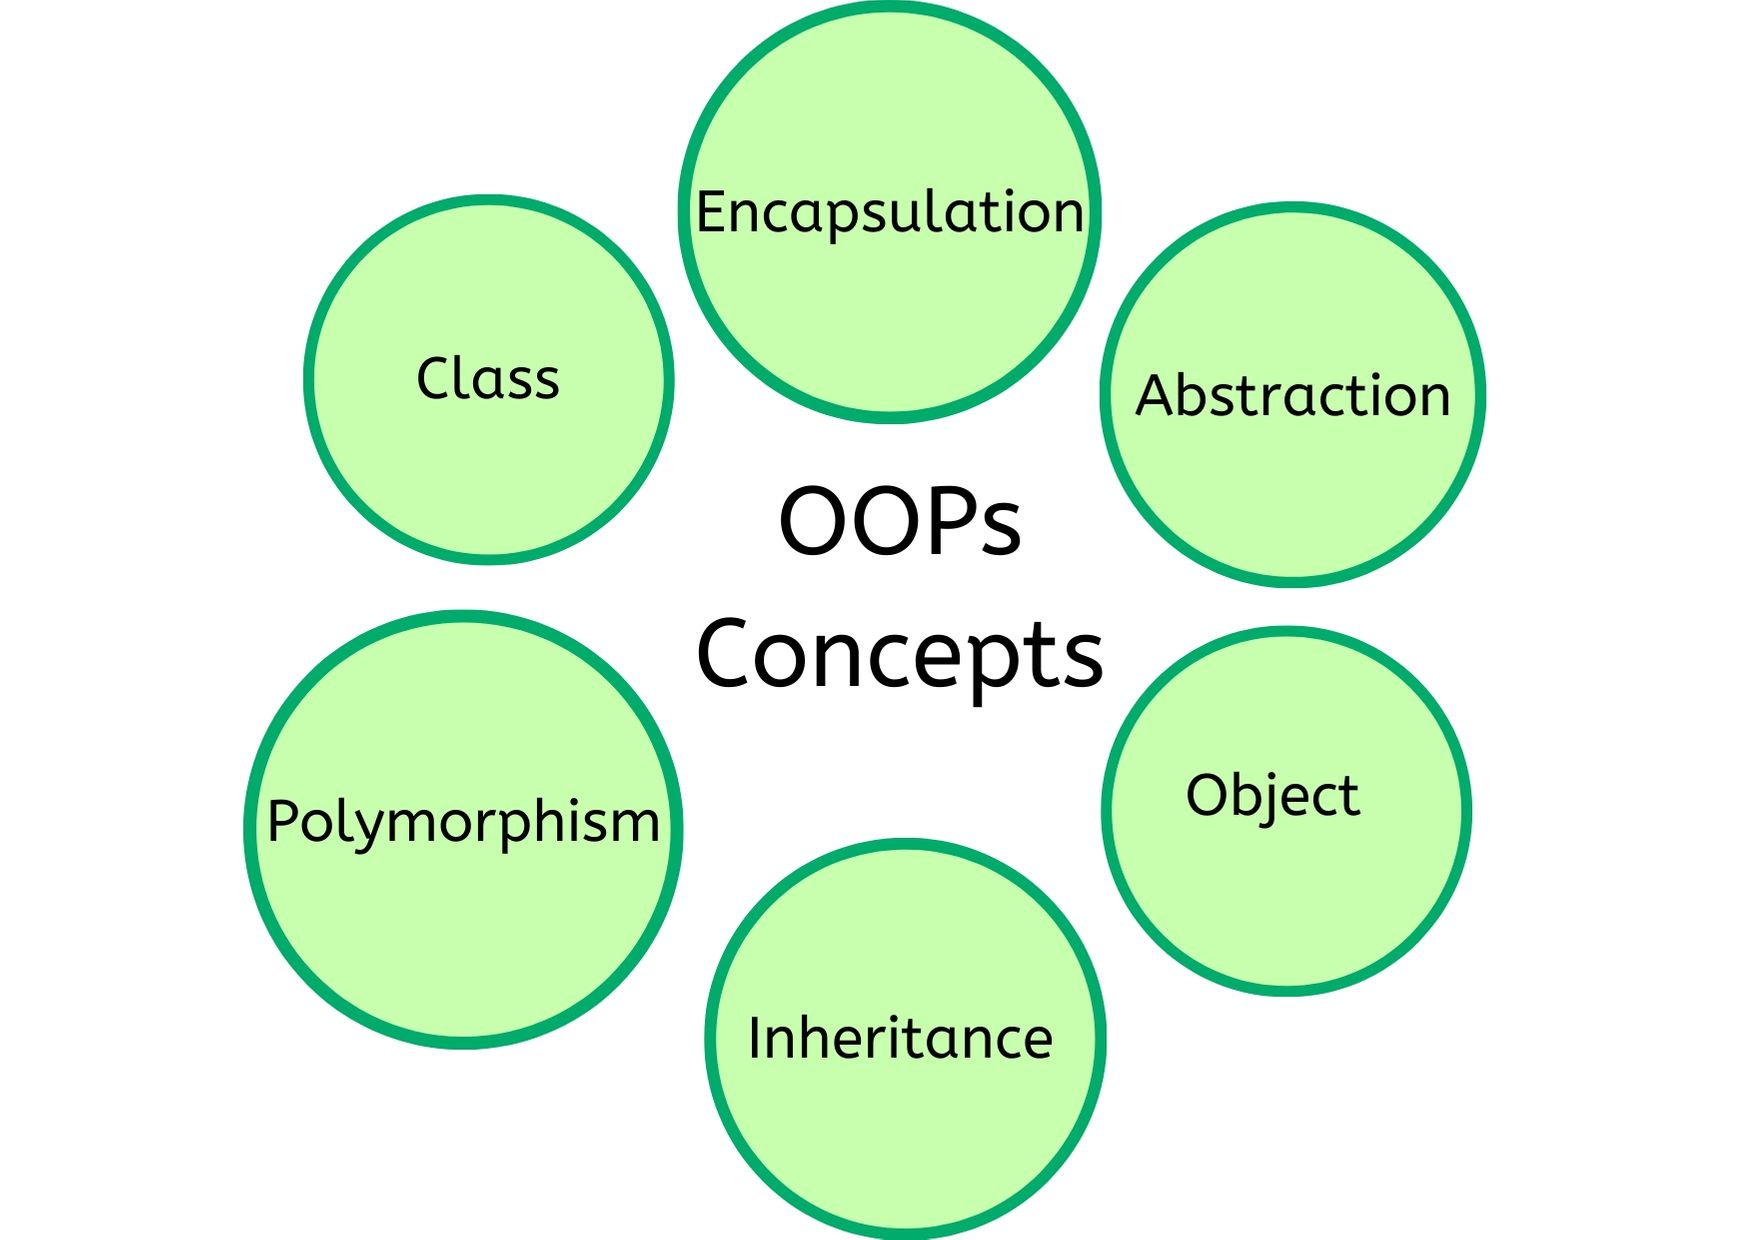 Encapsulation
Class
Abstraction
OOPs
Concepts
Polymorphism
Object
Inheritance